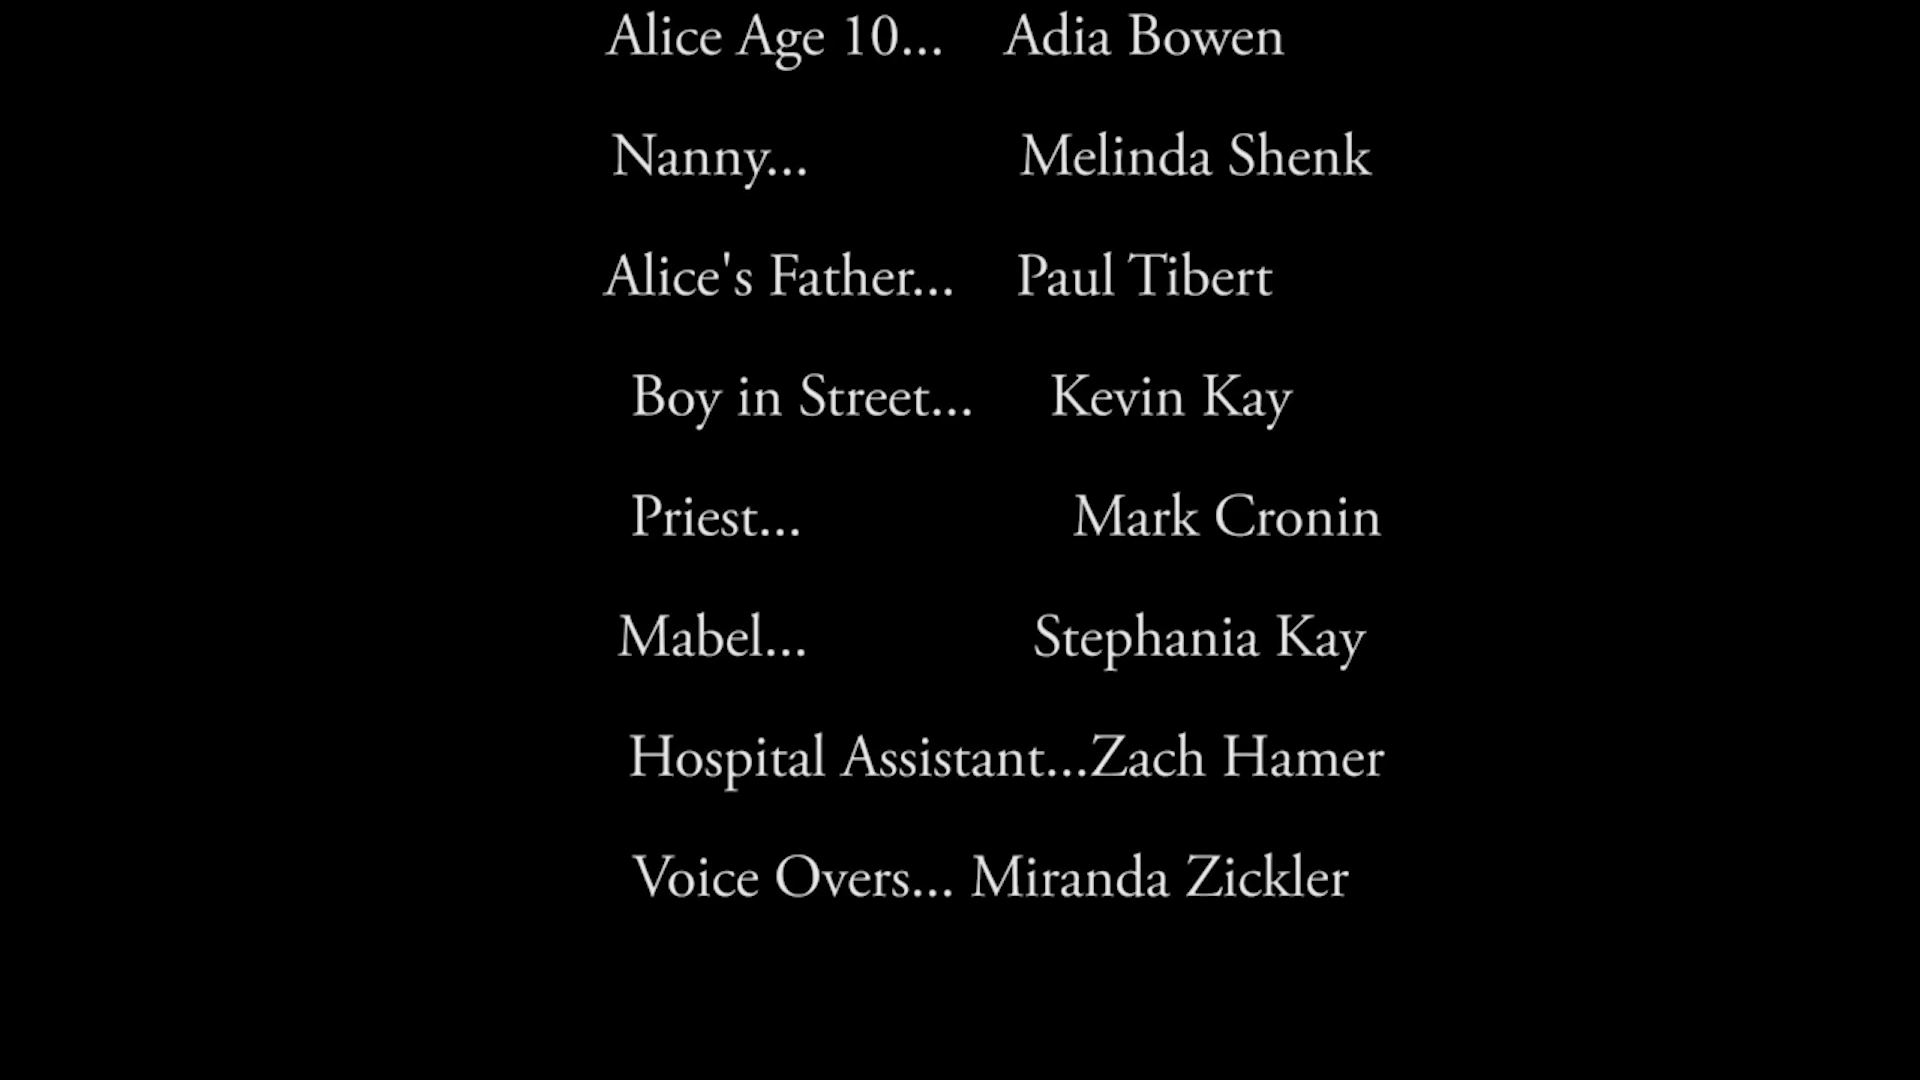 Alice Age 10... Adia Bowen
Nanny... Melinda Shenk
Alice's Father... Paul Tibert
Boy in Street... Kevin Kay
Priest... Mark Cronin
Mabel... Stephania Kay
Hospital Assistant...Zach Hamer
Voice Overs... Miranda Zickler